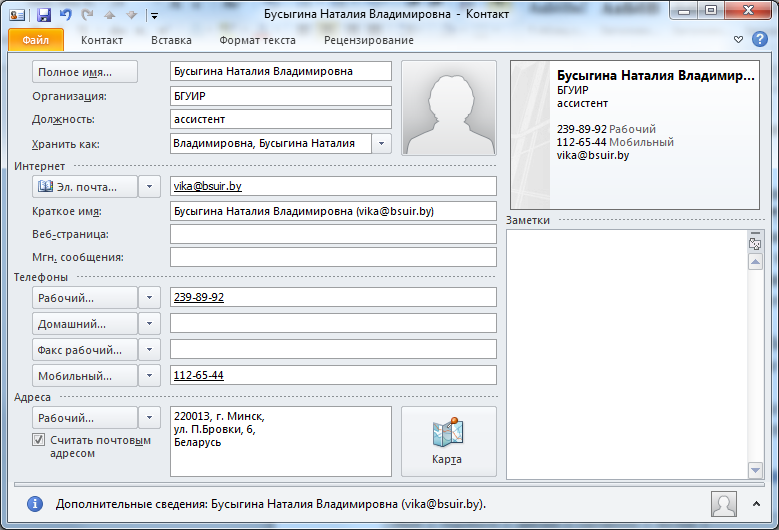 Бусыгина Наталия Владимировна - Контакт
Файл Контакт Вставка Формат текста Рецензирование
Полное имя... Бусыгина Наталия Владимировна
Организация: БГУИР
Должность: ассистент
Хранить как: Владимировна, Бусыгина Наталия
Интернет
Эл. почта... vika@bsuir.by
Краткое имя: Бусыгина Наталия Владимировна (vika@bsuir.by)
Веб-страница:
Мгн. сообщения:
Телефоны
Рабочий... 239-89-92
Домашний...
Факс рабочий...
Мобильный... 112-65-44
Адреса
Рабочий...
Считать почтовым
адресом
220013, г. Минск,
ул. П.Бровки, 6,
Беларусь
Карта
Бусыгина Наталия Владимир...
БГУИР
ассистент
239-89-92 Рабочий
112-65-44 Мобильный
vika@bsuir.by
Заметки
Дополнительные сведения: Бусыгина Наталия Владимировна (vika@bsuir.by).